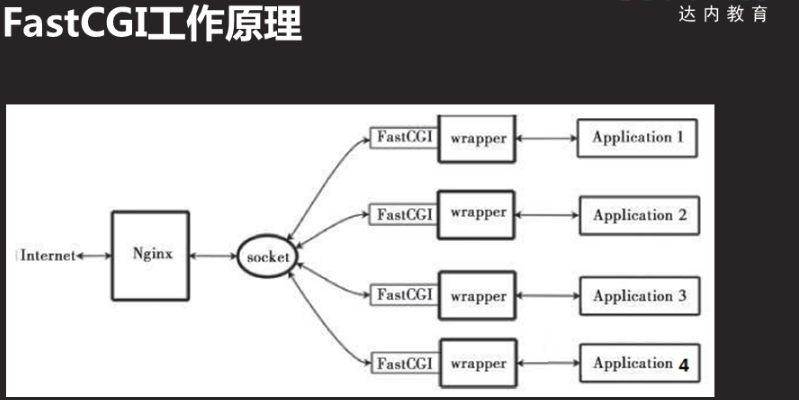 FastCGI工作原理
达内教育
FastCGI wrapper Application 1
FastCGI wrapper Application 2
Internet Nginx socket
FastCGI wrapper Application 3
FastCGI wrapper Application 4